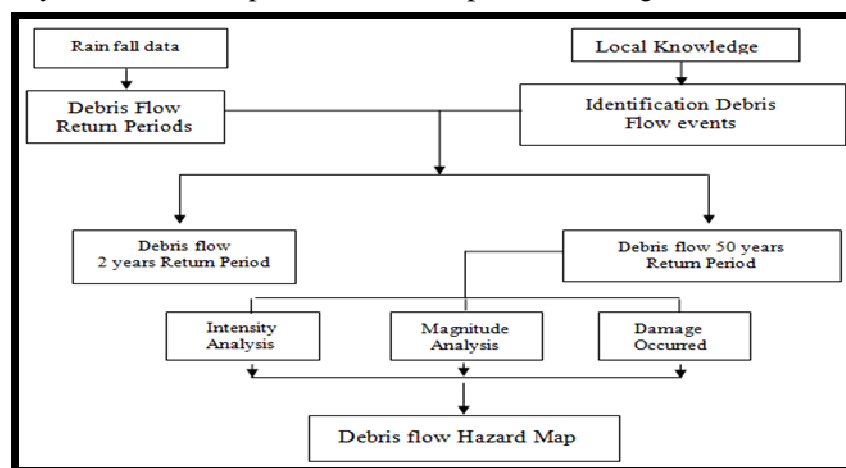 Rain fall data
Local Knowledge
Debris Flow
Return Periods
Identification Debris
Flow events
Debris flow
2 years Return Period
Debris flow 50 years
Return Period
Intensity
Analysis
Magnitude
Analysis
Damage
Occurred
Debris flow Hazard Map